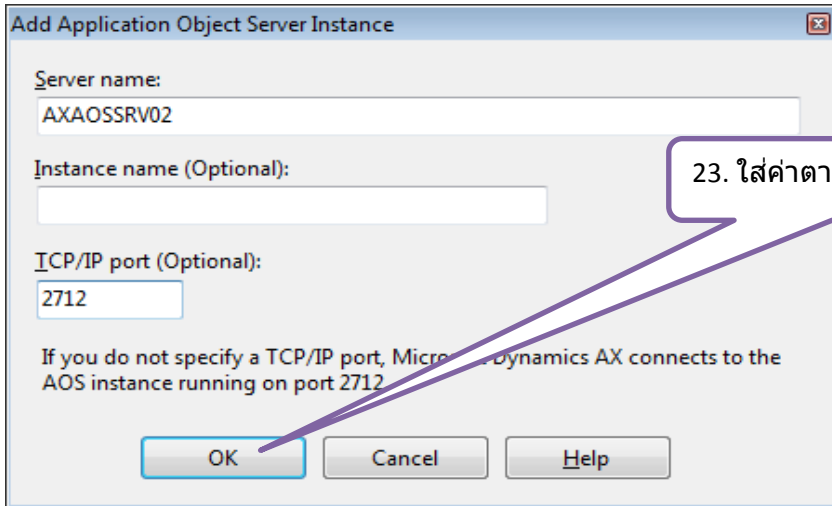 Add Application Object Server Instance
Server name:
AXAOSSRV02
Instance name (Optional):
23. ใส่ค่าตา
TCP/IP port (Optional):
2712
If you do not specify a TCP/IP port, Micro Dynamics AX connects to the
AOS instance running on port 2712
OK
Cancel
Help